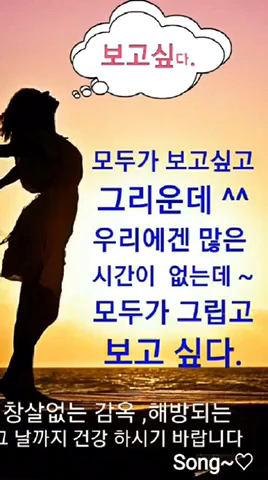 보고싶다.
모두가 보고싶고
그리운데 ^^
우리에겐 많은
시간이 없는데 ~
모두가 그립고
보고 싶다.
창살없는 감옥 ,해방되는
그 날까지 건강 하시기 바랍니다
Song~♡